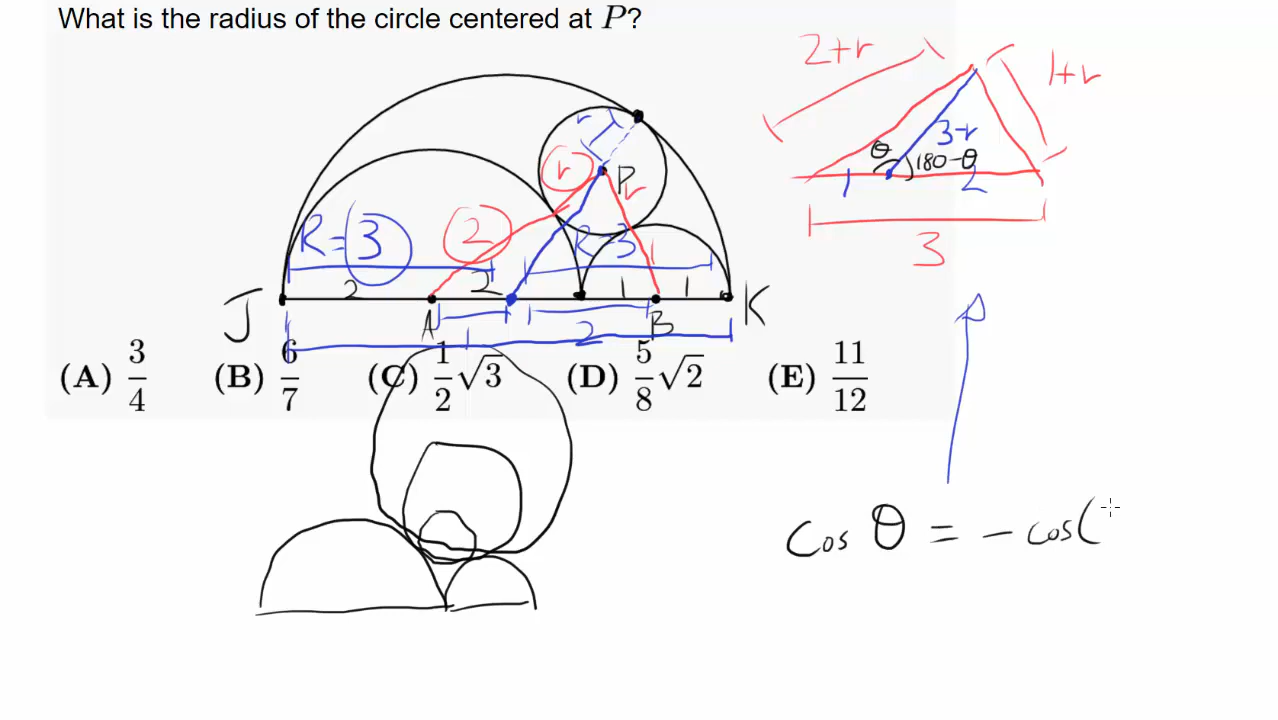 What is the radius of the circle centered at P?
2+r
1+r
3-r
θ
180-θ
1
2
3
r
r
P
r
R=3
2
R=3
1
2
2
1
1
J
A
B
K
1
2
6
(A) 3/4 (B) 6/7 (C) 1/2 √3 (D) 5/8 √2 (E) 11/12
cos θ = - cos(